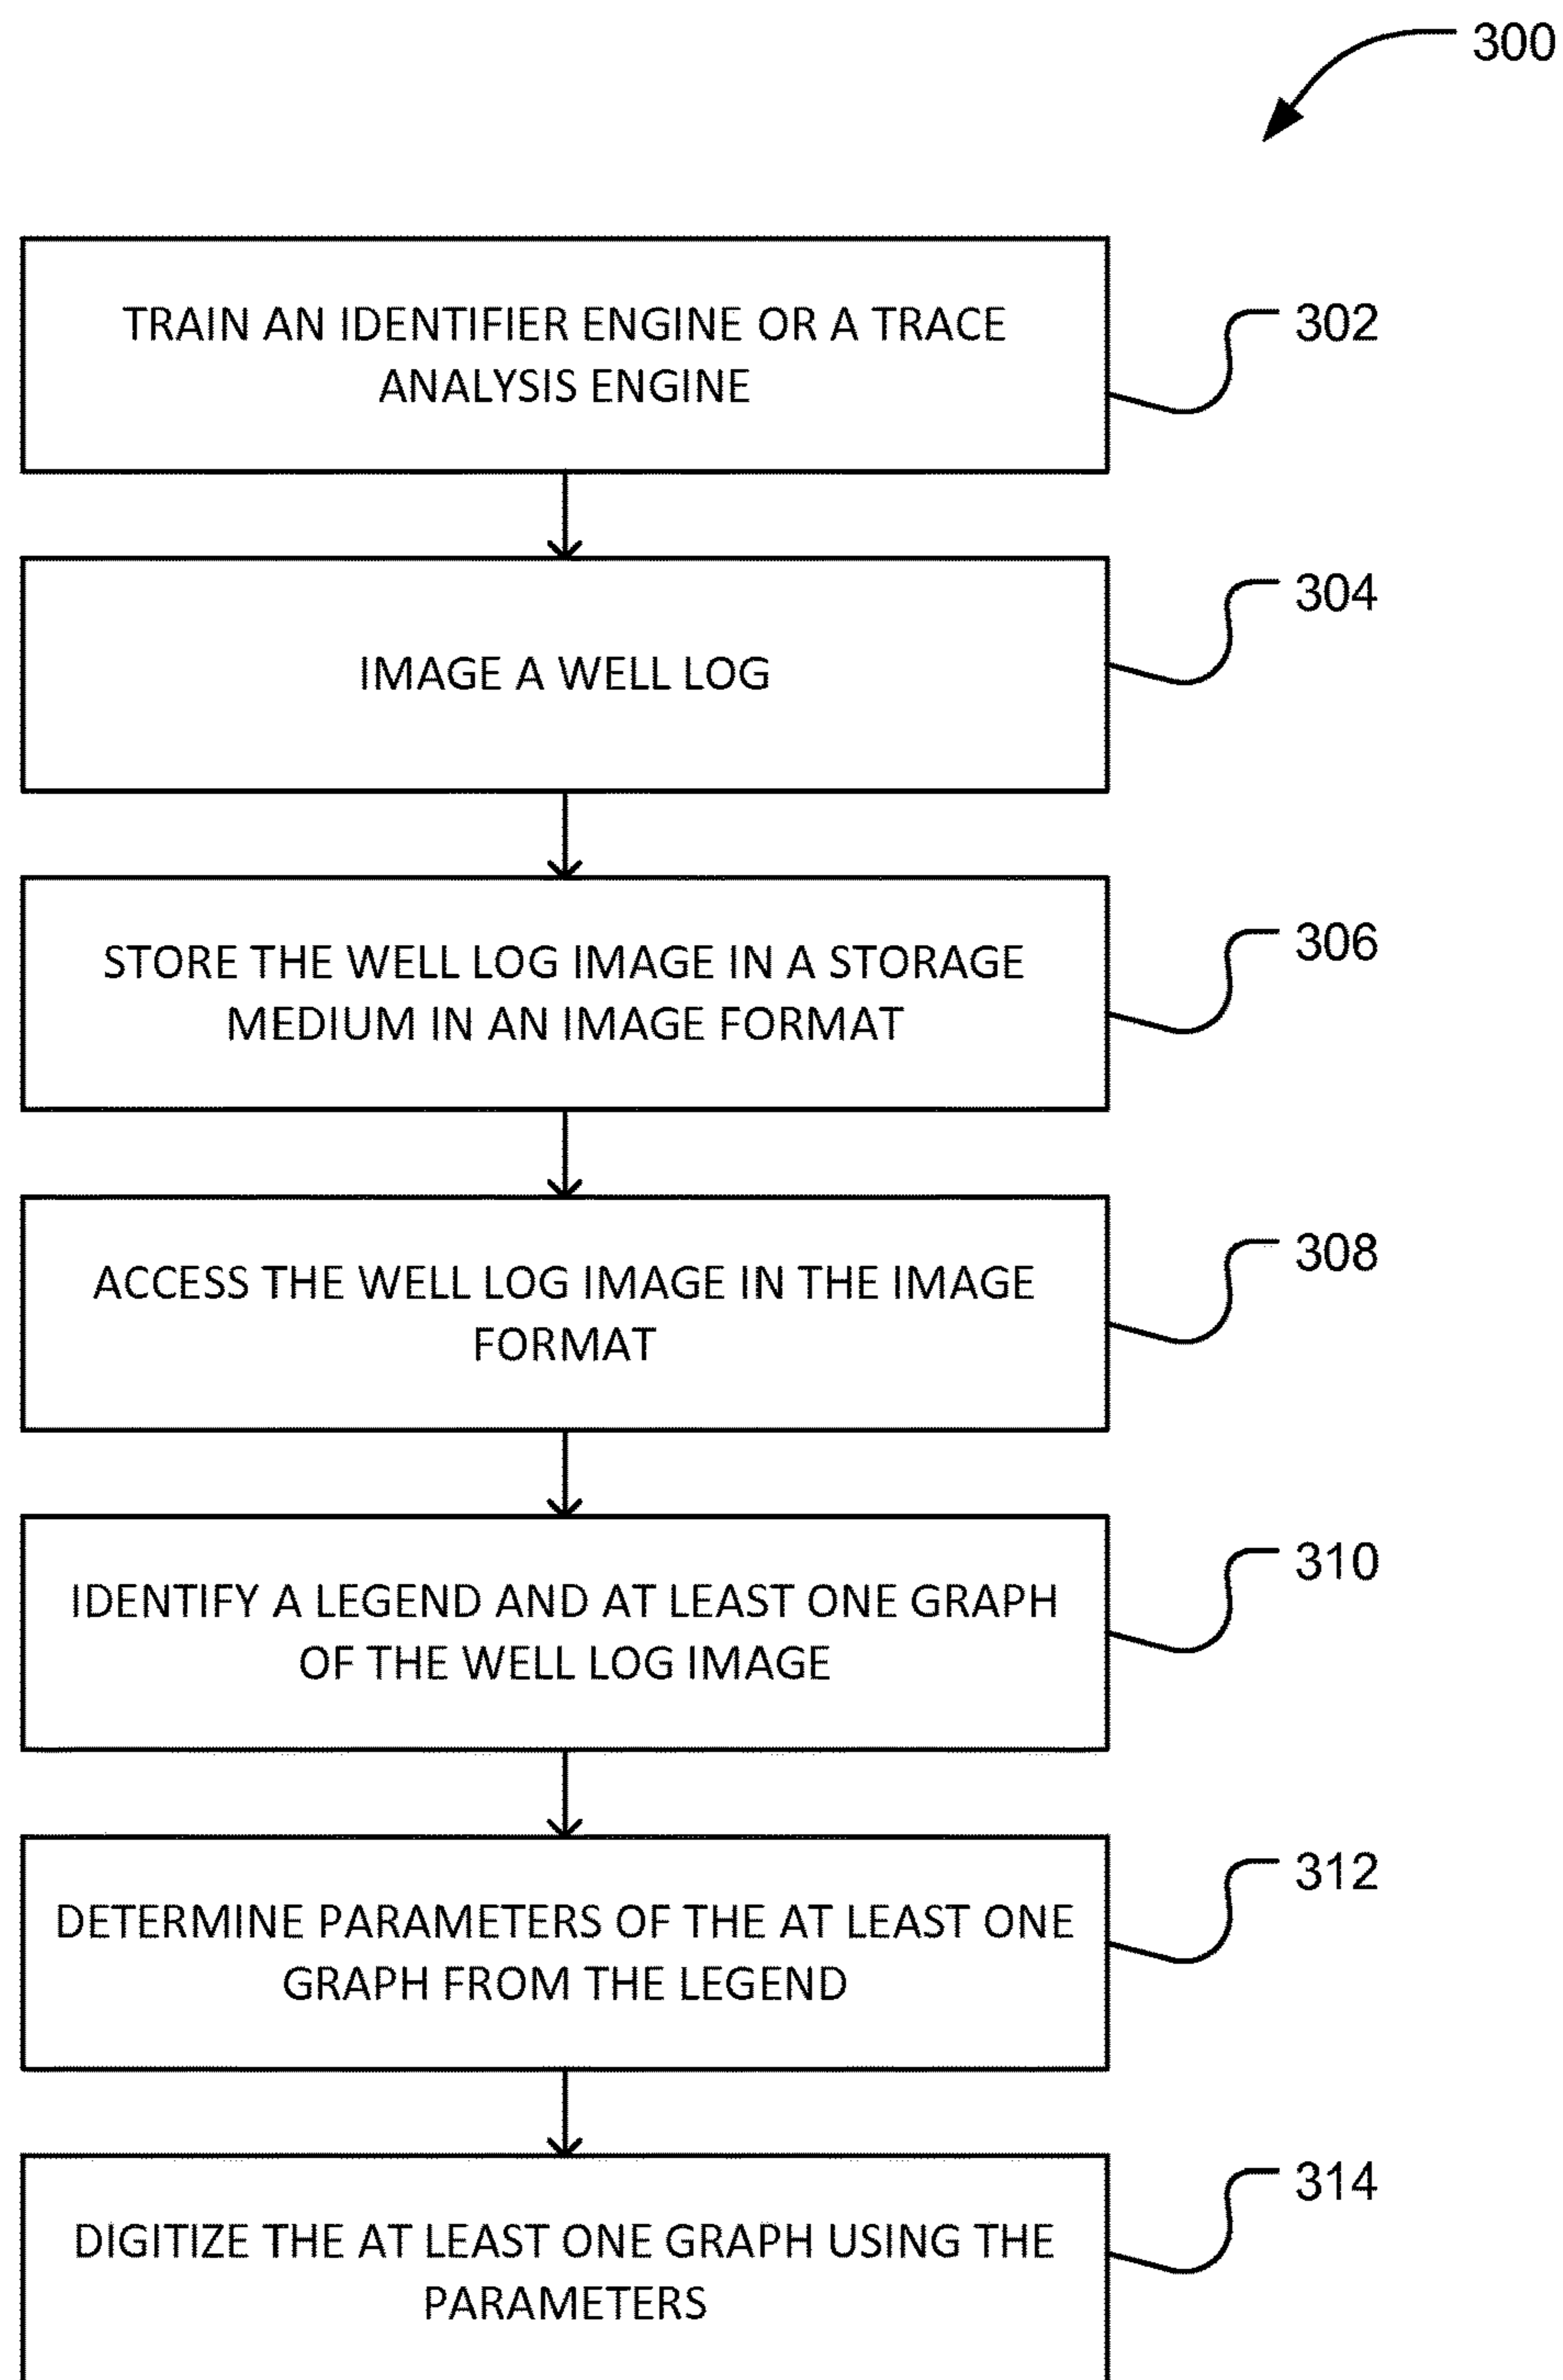 300
TRAIN AN IDENTIFIER ENGINE OR A TRACE
ANALYSIS ENGINE
302
IMAGE A WELL LOG
304
STORE THE WELL LOG IMAGE IN A STORAGE
MEDIUM IN AN IMAGE FORMAT
306
ACCESS THE WELL LOG IMAGE IN THE IMAGE
FORMAT
308
IDENTIFY A LEGEND AND AT LEAST ONE GRAPH
OF THE WELL LOG IMAGE
310
DETERMINE PARAMETERS OF THE AT LEAST ONE
GRAPH FROM THE LEGEND
312
DIGITIZE THE AT LEAST ONE GRAPH USING THE
PARAMETERS
314